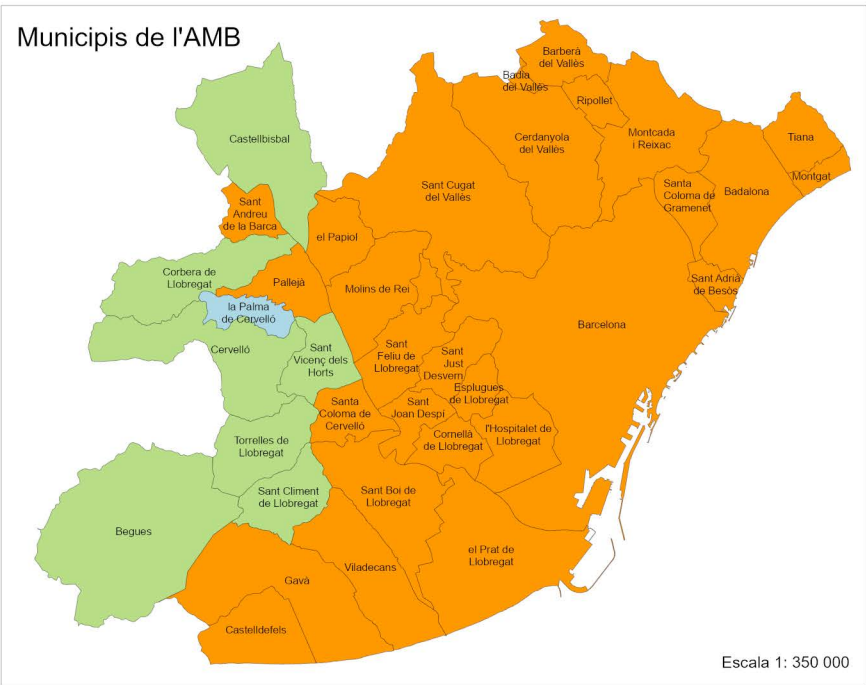 Municipis de l'AMB
Barberà
del Vallès
Badia
del Vallès
Ripollet
Castellbisbal
Cerdanyola
del Vallès
Montcada
i Reixac
Tiana
Montgat
Sant Cugat
del Vallès
Santa
Coloma de
Gramenet
Badalona
Sant
Andreu
de la Barca
el Papiol
Corbera de
Llobregat
Pallejà
Molins de Rei
Sant Adrià
de Besòs
la Palma
de Cervelló
Barcelona
Cervelló
Sant
Vicenç dels
Horts
Sant
Feliu de
Llobregat
Sant
Just
Desvern
Esplugues
de Llobregat
Santa
Coloma de
Cervelló
Sant
Joan Despí
Cornellà
de Llobregat
l'Hospitalet de
Llobregat
Torrelles de
Llobregat
Sant Climent
de Llobregat
Sant Boi de
Llobregat
Begues
el Prat de
Llobregat
Viladecans
Gavà
Castelldefels
Escala 1: 350 000